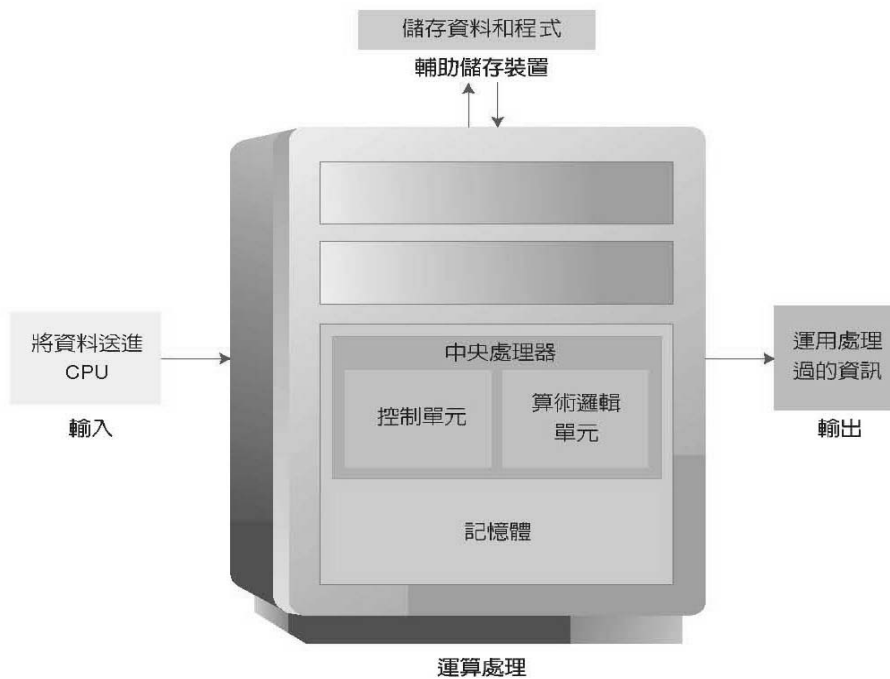 儲存資料和程式
輔助儲存裝置
將資料送進
CPU
輸入
中央處理器
控制單元
算術邏輯
單元
記憶體
運用處理
過的資訊
輸出
運算處理